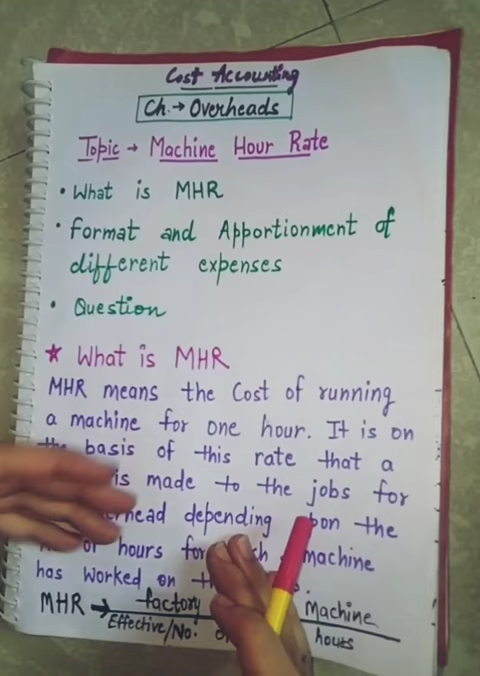 Cost Accounting
Ch. → Overheads
Topic → Machine Hour Rate
• What is MHR
• Format and Apportionment of
different expenses
• Question
★ What is MHR
MHR means the Cost of running
a machine for one hour. It is on
the basis of this rate that a
is made to the jobs for
depending upon the
hours for machine
has worked on
MHR → factory Machine
Effective/No. hours